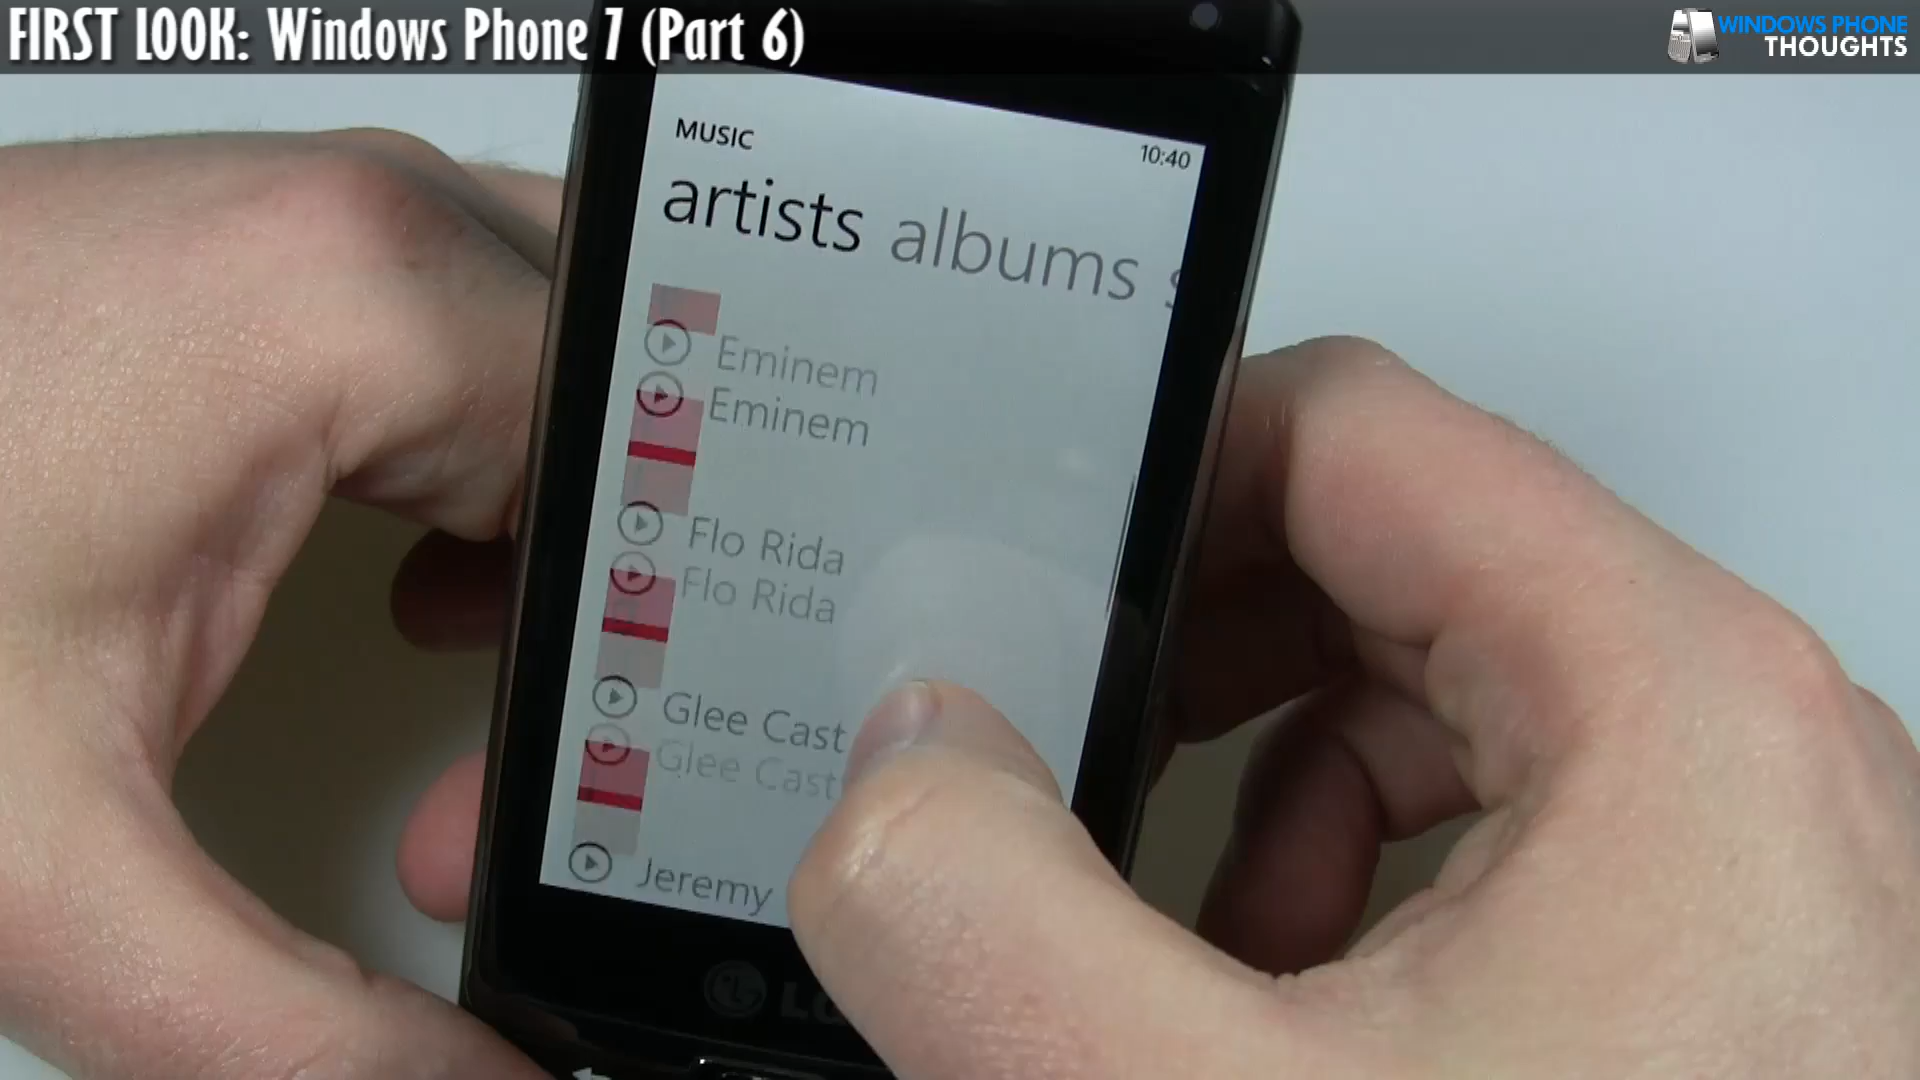 FIRST LOOK: Windows Phone 7 (Part 6)
WINDOWS PHONE
THOUGHTS
MUSIC
10:40
artists albums s
Eminem
Eminem
Flo Rida
Flo Rida
Glee Cast
Glee Cast
Jeremy
LG